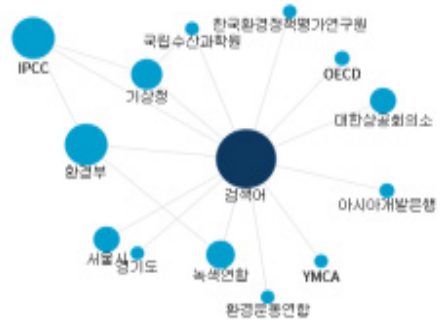 한국환경정책평가연구원
국립수산과학원
IPCC
OECD
기상청
대한상공회의소
환경부
검색어
아시아개발은행
서울시
경기도
녹색연합
YMCA
환경운동연합